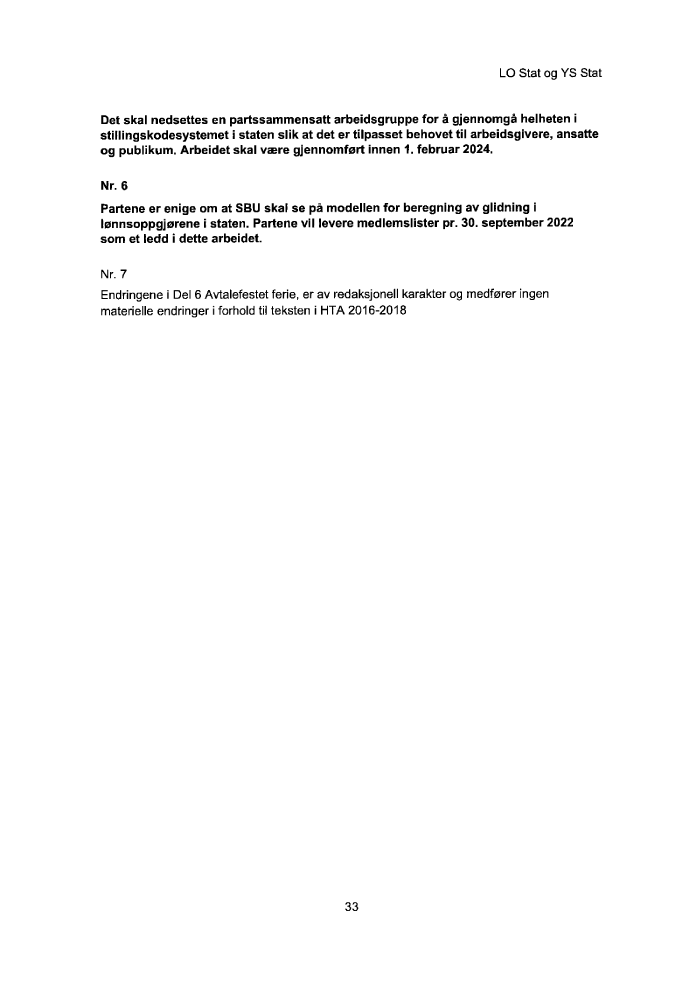 LO Stat og YS Stat
Det skal nedsettes en partssammensatt arbeidsgruppe for å gjennomgå helheten i
stillingskodesystemet i staten slik at det er tilpasset behovet til arbeidsgivere, ansatte
og publikum. Arbeidet skal være gjennomført innen 1. februar 2024.
Nr. 6
Partene er enige om at SBU skal se på modellen for beregning av glidning i
lønnsoppgjørene i staten. Partene vil levere medlemslister pr. 30. september 2022
som et ledd i dette arbeidet.
Nr. 7
Endringene i Del 6 Avtalefestet ferie, er av redaksjonell karakter og medfører ingen
materielle endringer i forhold til teksten i HTA 2016-2018
33